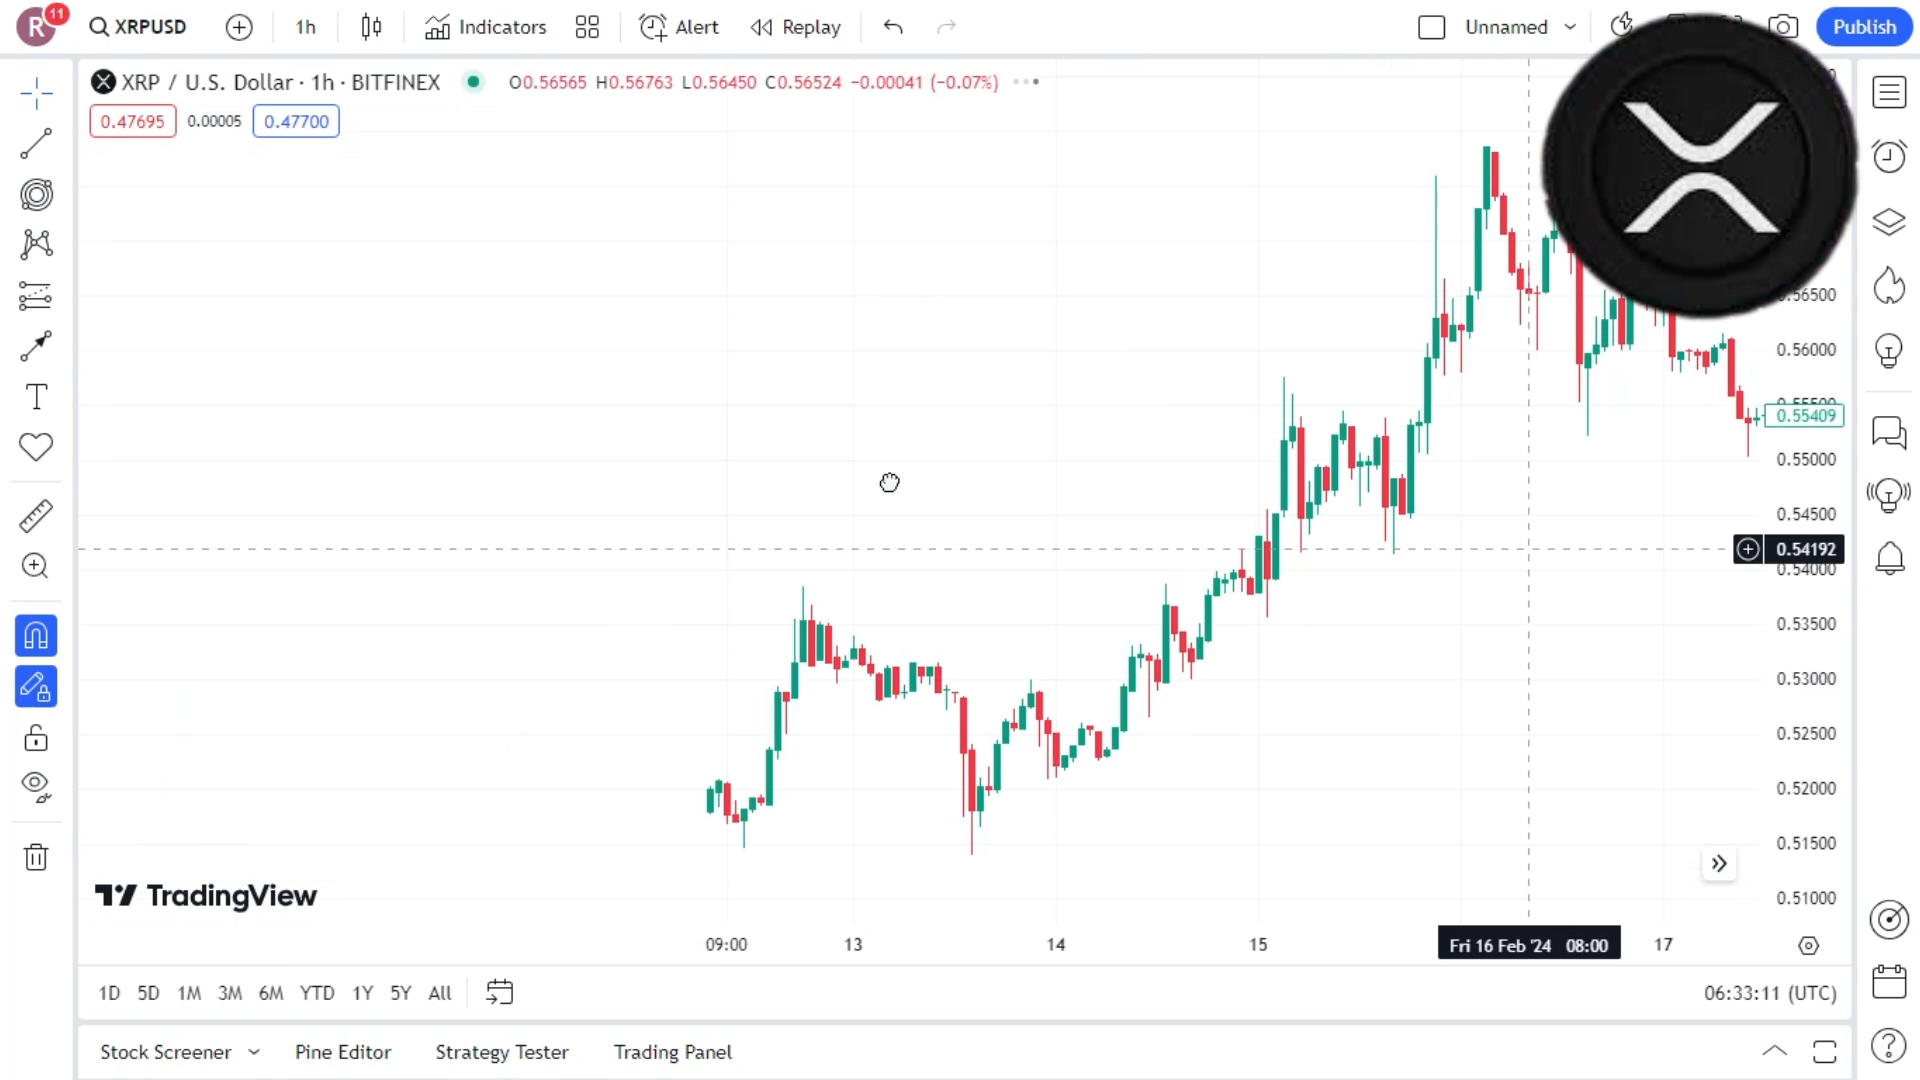 R 11 XRPUSD 1h Indicators Alert Replay Unnamed Publish
XRP / U.S. Dollar · 1h · BITFINEX O0.56565 H0.56763 L0.56450 C0.56524 −0.00041 (−0.07%)
0.47695 0.00005 0.47700
0.56500
0.56000
0.55500
0.55409
0.55000
0.54500
0.54192
0.54000
0.53500
0.53000
0.52500
0.52000
0.51500
0.51000
TradingView
09:00 13 14 15 Fri 16 Feb '24 08:00 17
1D 5D 1M 3M 6M YTD 1Y 5Y All 06:33:11 (UTC)
Stock Screener Pine Editor Strategy Tester Trading Panel